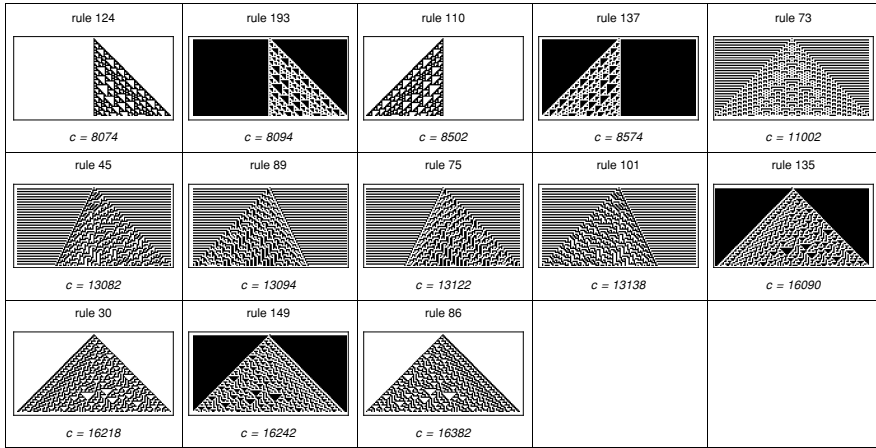 rule 124 rule 193 rule 110 rule 137 rule 73
c = 8074 c = 8094 c = 8502 c = 8574 c = 11002
rule 45 rule 89 rule 75 rule 101 rule 135
c = 13082 c = 13094 c = 13122 c = 13138 c = 16090
rule 30 rule 149 rule 86
c = 16218 c = 16242 c = 16382